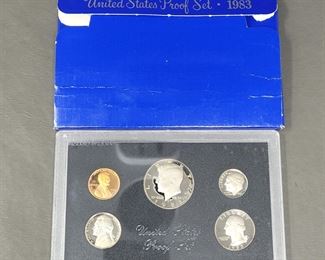 United States Proof Set · 1983
United States
Proof Set